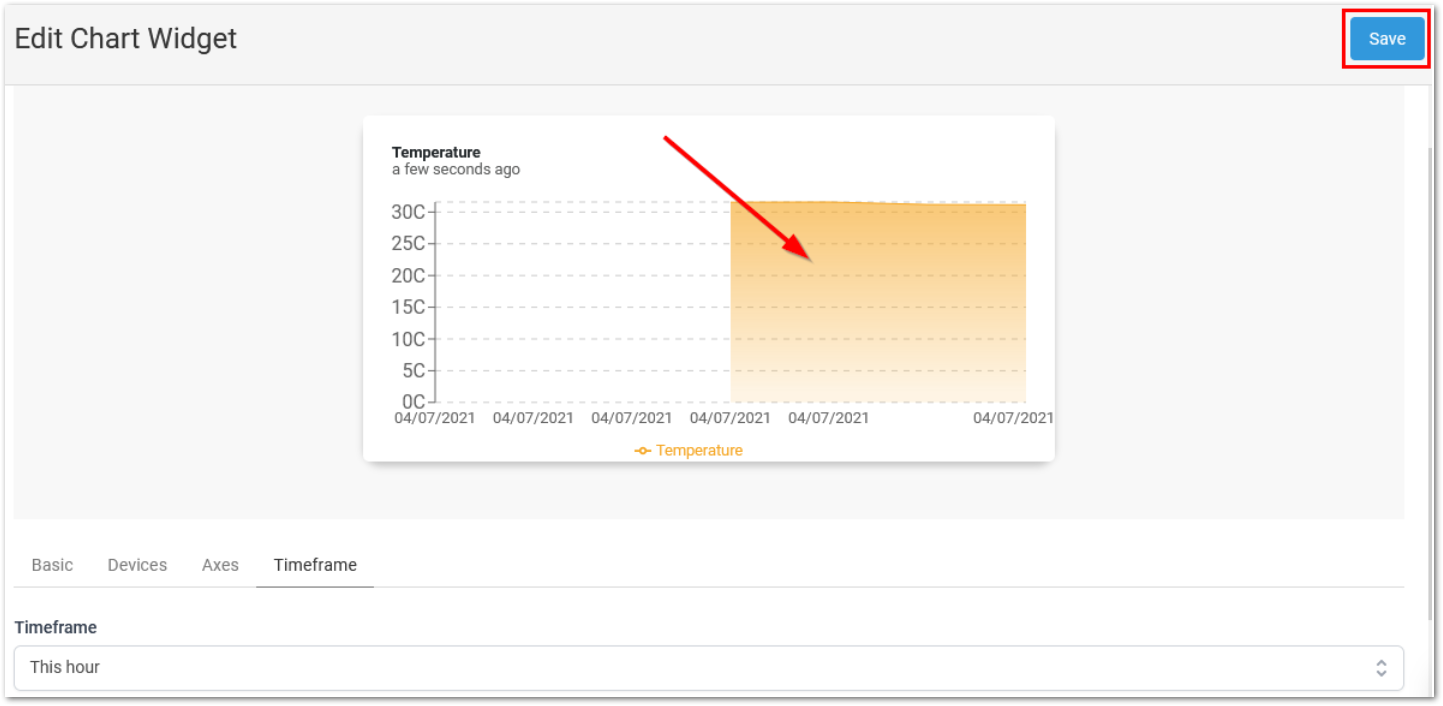 Edit Chart Widget
Save
Temperature
a few seconds ago
30C
25C
20C
15C
10C
5C
0C
04/07/2021 04/07/2021 04/07/2021 04/07/2021 04/07/2021 04/07/2021
Temperature
Basic Devices Axes Timeframe
Timeframe
This hour